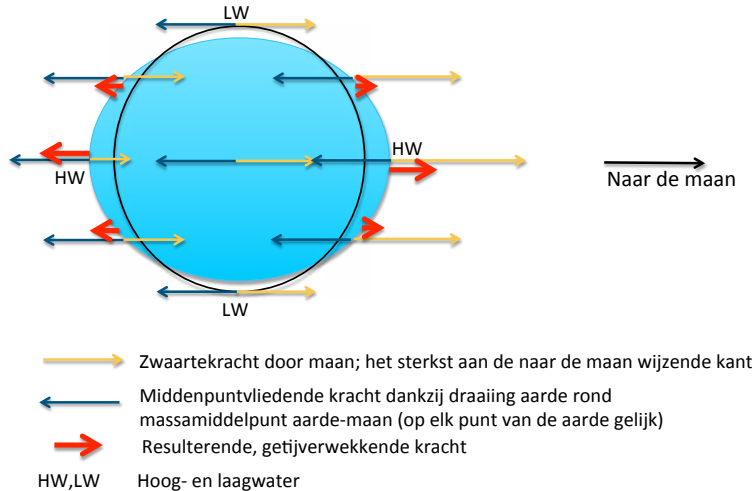 LW
HW
HW
Naar de maan
LW
Zwaartekracht door maan; het sterkst aan de naar de maan wijzende kant
Middenpuntvliedende kracht dankzij draaiing aarde rond
massamiddelpunt aarde-maan (op elk punt van de aarde gelijk)
Resulterende, getijverwekkende kracht
HW,LW Hoog- en laagwater